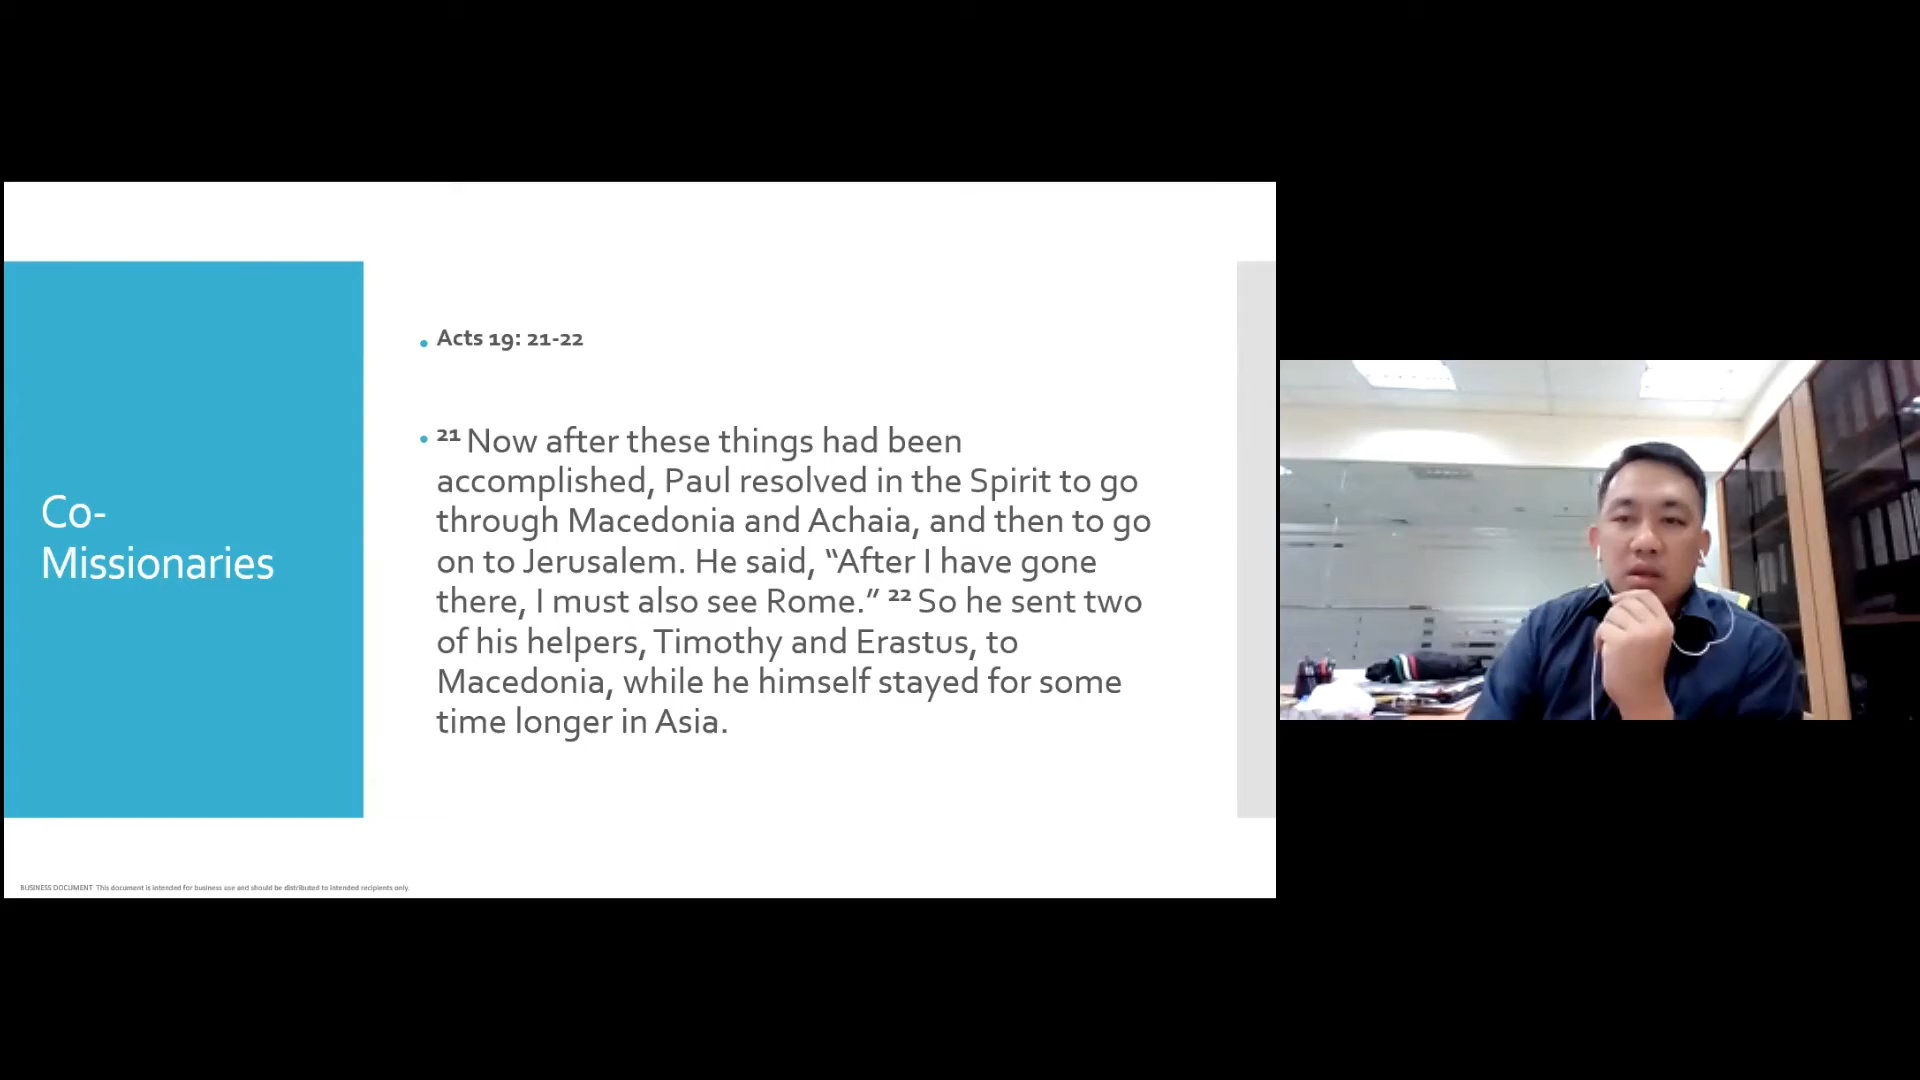 Co-
Missionaries
Acts 19: 21-22
21 Now after these things had been
accomplished, Paul resolved in the Spirit to go
through Macedonia and Achaia, and then to go
on to Jerusalem. He said, “After I have gone
there, I must also see Rome.” 22 So he sent two
of his helpers, Timothy and Erastus, to
Macedonia, while he himself stayed for some
time longer in Asia.
BUSINESS DOCUMENT This document is intended for business use and should be distributed to intended recipients only.